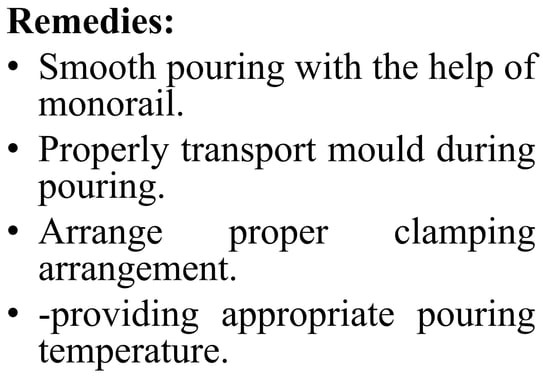 Remedies:
• Smooth pouring with the help of
monorail.
• Properly transport mould during
pouring.
• Arrange proper clamping
arrangement.
• -providing appropriate pouring
temperature.